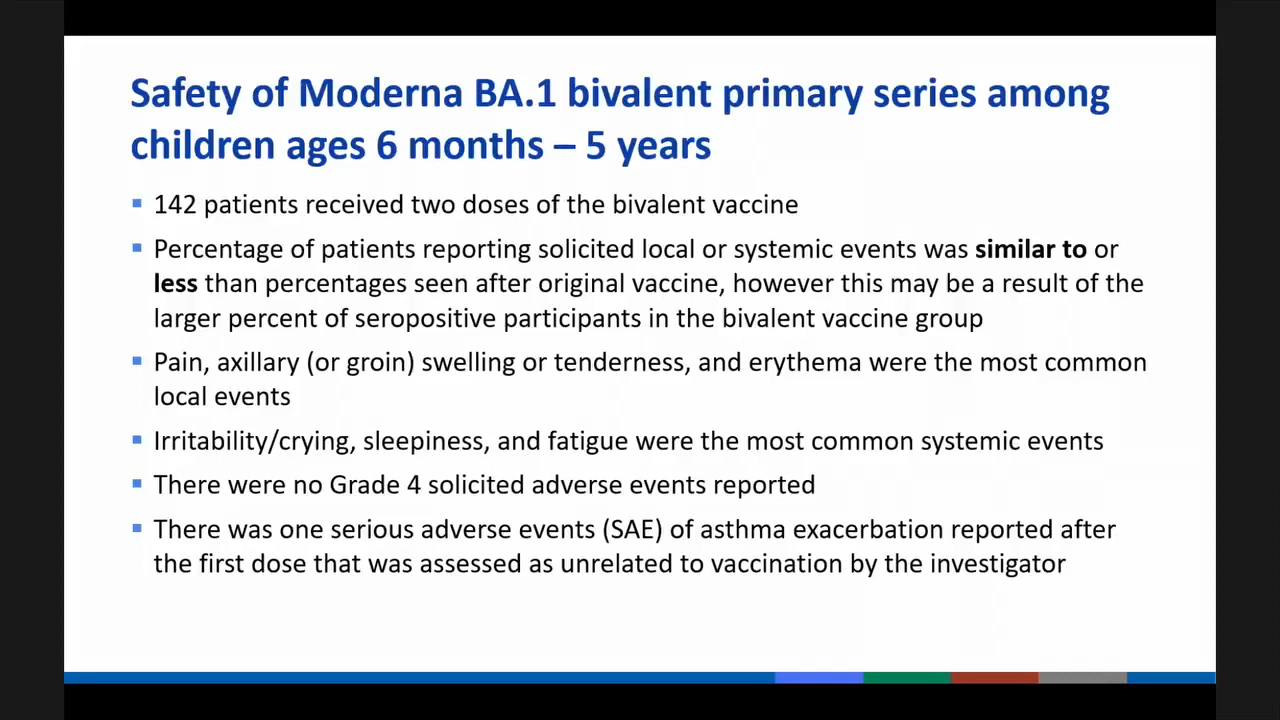 Safety of Moderna BA.1 bivalent primary series among
children ages 6 months – 5 years
▪ 142 patients received two doses of the bivalent vaccine
▪ Percentage of patients reporting solicited local or systemic events was similar to or
less than percentages seen after original vaccine, however this may be a result of the
larger percent of seropositive participants in the bivalent vaccine group
▪ Pain, axillary (or groin) swelling or tenderness, and erythema were the most common
local events
▪ Irritability/crying, sleepiness, and fatigue were the most common systemic events
▪ There were no Grade 4 solicited adverse events reported
▪ There was one serious adverse events (SAE) of asthma exacerbation reported after
the first dose that was assessed as unrelated to vaccination by the investigator